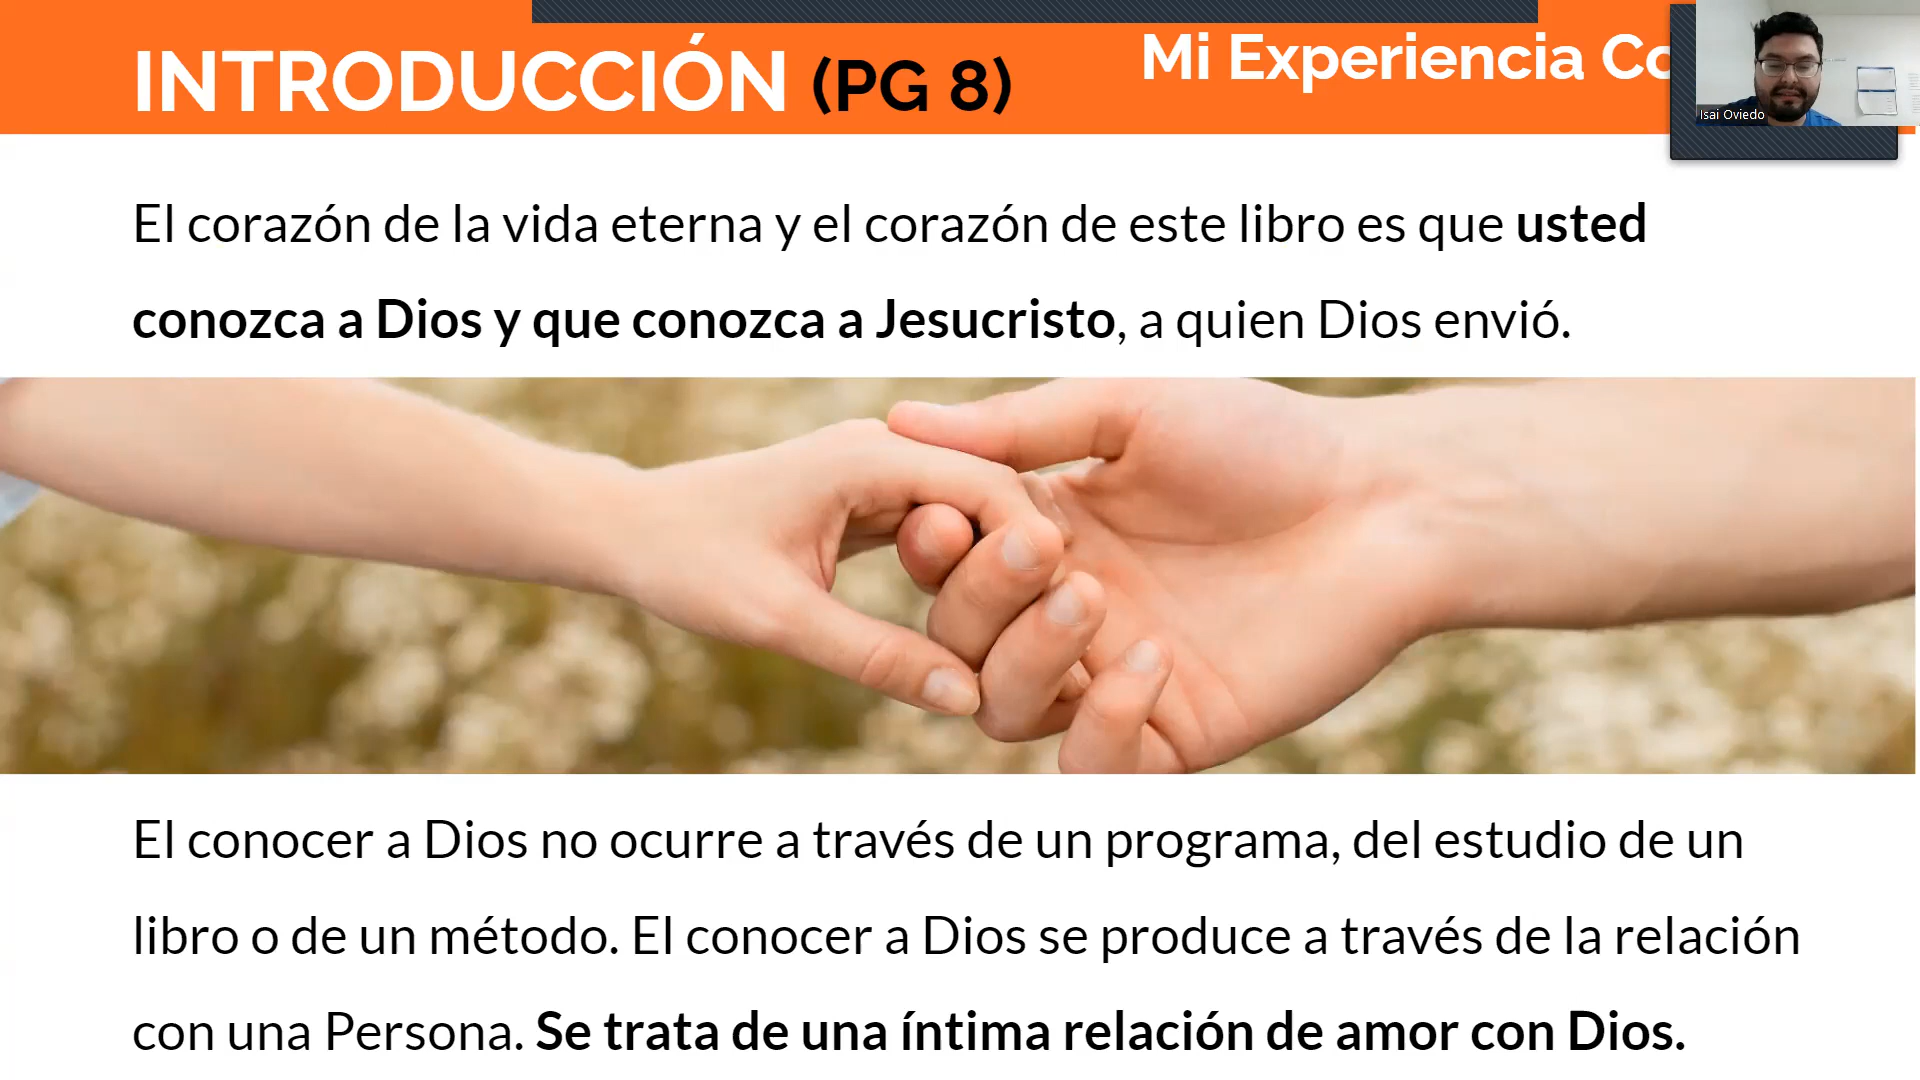 INTRODUCCIÓN (PG 8)
Mi Experiencia Co
Isai Oviedo
El corazón de la vida eterna y el corazón de este libro es que usted
conozca a Dios y que conozca a Jesucristo, a quien Dios envió.
El conocer a Dios no ocurre a través de un programa, del estudio de un
libro o de un método. El conocer a Dios se produce a través de la relación
con una Persona. Se trata de una íntima relación de amor con Dios.